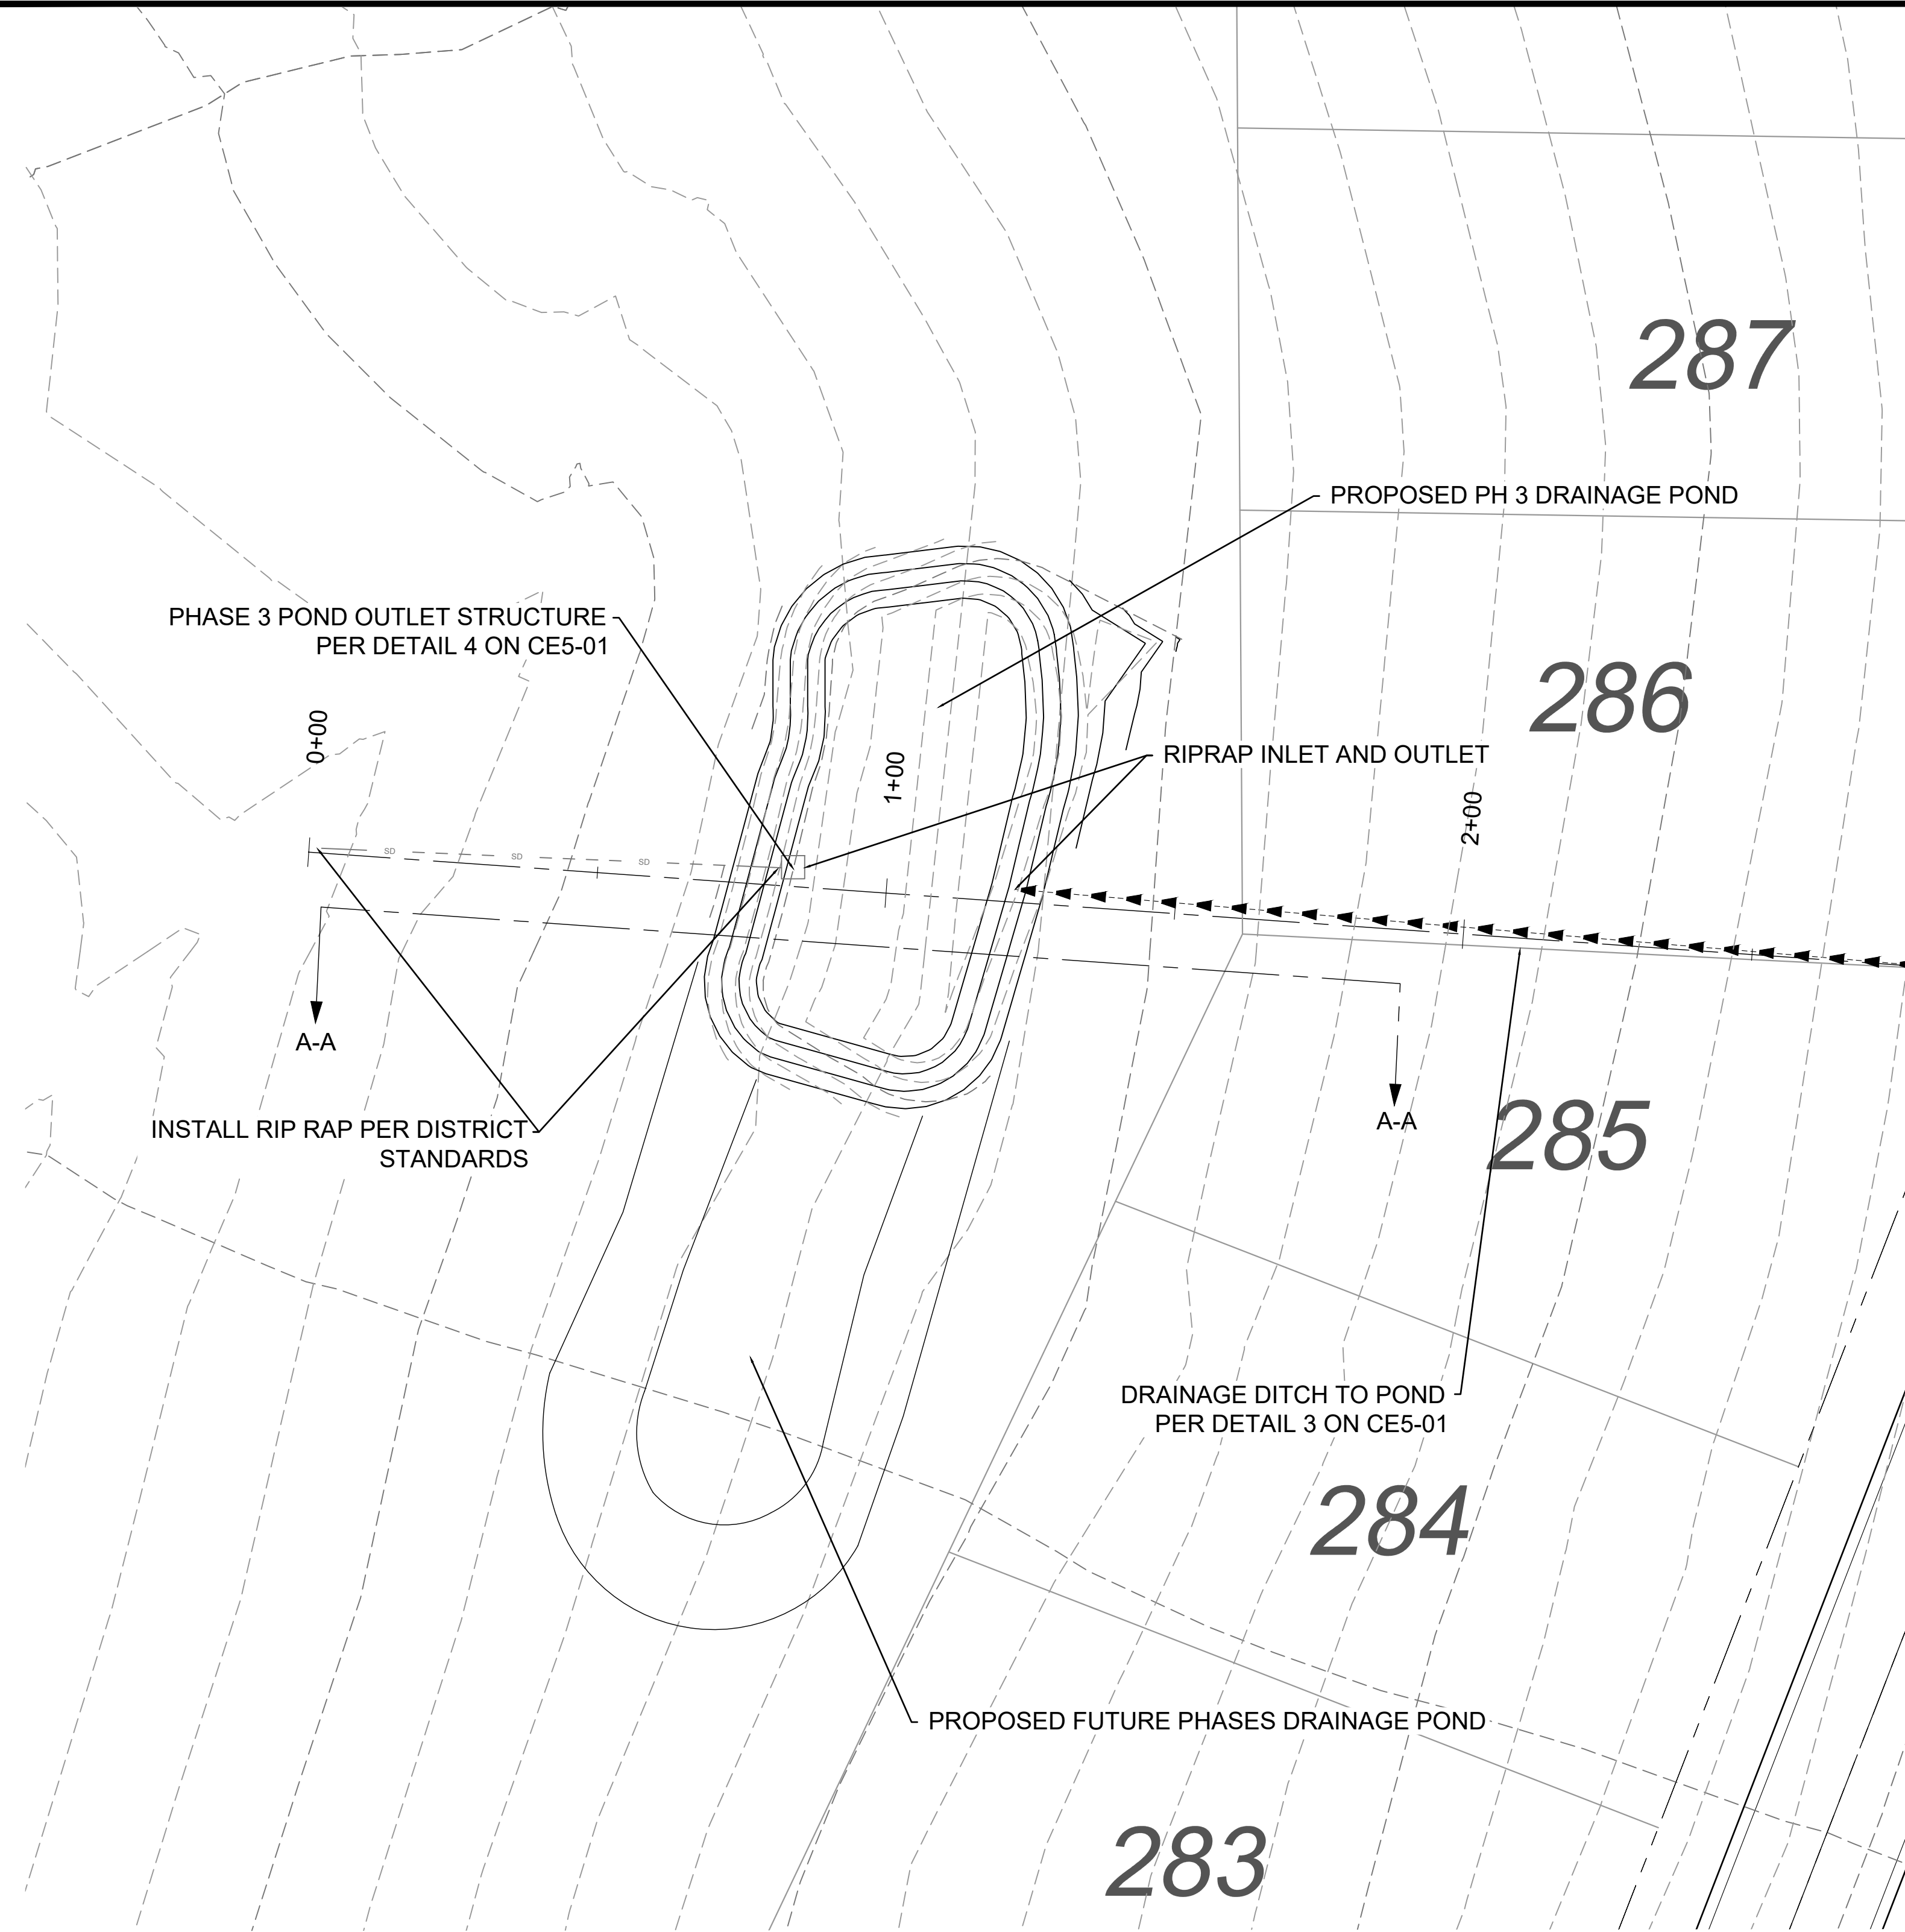 287
PROPOSED PH 3 DRAINAGE POND
PHASE 3 POND OUTLET STRUCTURE
PER DETAIL 4 ON CE5-01
286
0+00
1+00
RIPRAP INLET AND OUTLET
2+00
SD
SD
SD
A-A
A-A
285
INSTALL RIP RAP PER DISTRICT
STANDARDS
DRAINAGE DITCH TO POND
PER DETAIL 3 ON CE5-01
284
PROPOSED FUTURE PHASES DRAINAGE POND
283